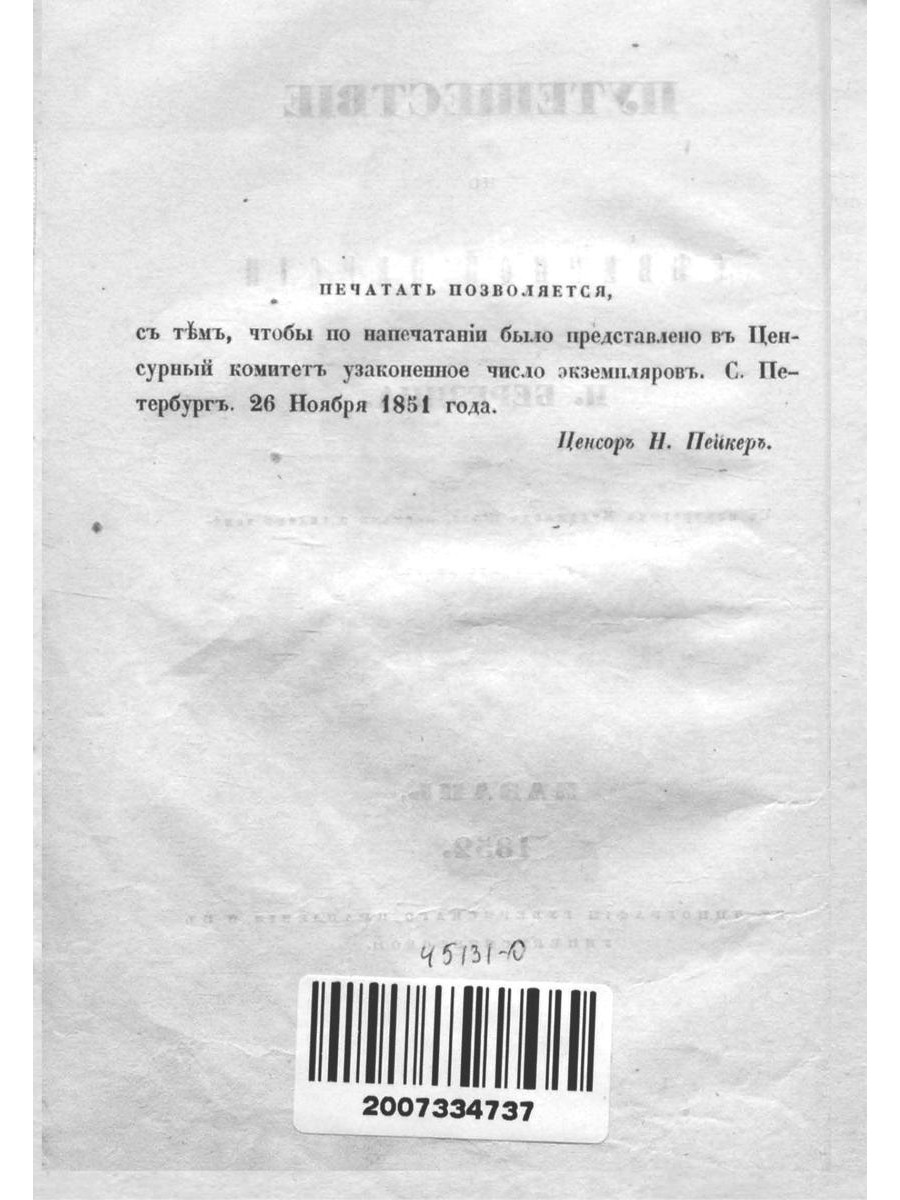 ПЕЧАТАТЬ ПОЗВОЛЯЕТСЯ,
съ тѣмъ, чтобы по напечатаніи было представлено въ Цен-
сурный комитетъ узаконенное число экземпляровъ. С. Пе-
тербургъ. 26 Ноября 1851 года.
Ценсоръ Н. Пейкеръ.
45131-0
2007334737